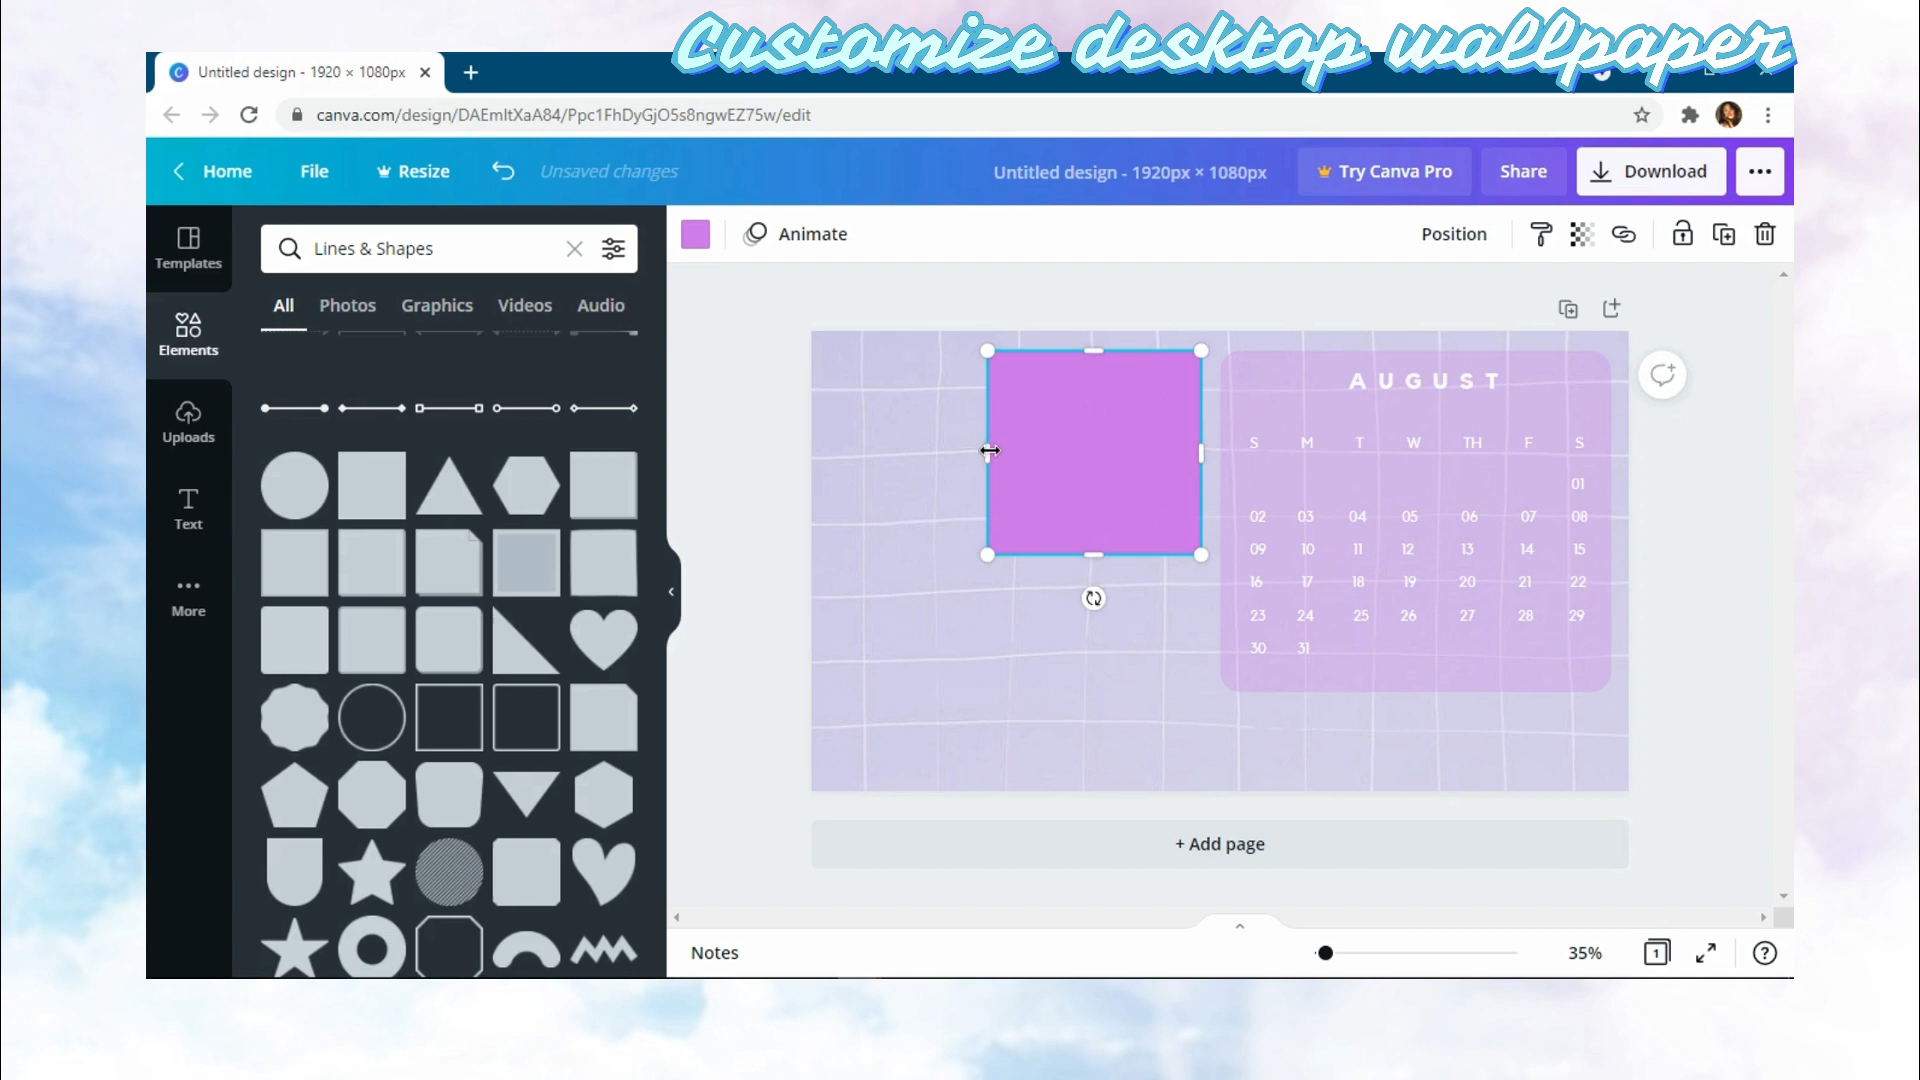 Customize desktop wallpaper
Untitled design - 1920 × 1080px
canva.com/design/DAEmItXaA84/Ppc1FhDyGjO5s8ngwEZ75w/edit
Home File Resize Unsaved changes Untitled design - 1920px × 1080px Try Canva Pro Share Download
Templates
Elements
Uploads
Text
More
Lines & Shapes
All Photos Graphics Videos Audio
Animate Position
AUGUST
S M T W TH F S
01
02 03 04 05 06 07 08
09 10 11 12 13 14 15
16 17 18 19 20 21 22
23 24 25 26 27 28 29
30 31
+ Add page
Notes 35% 1